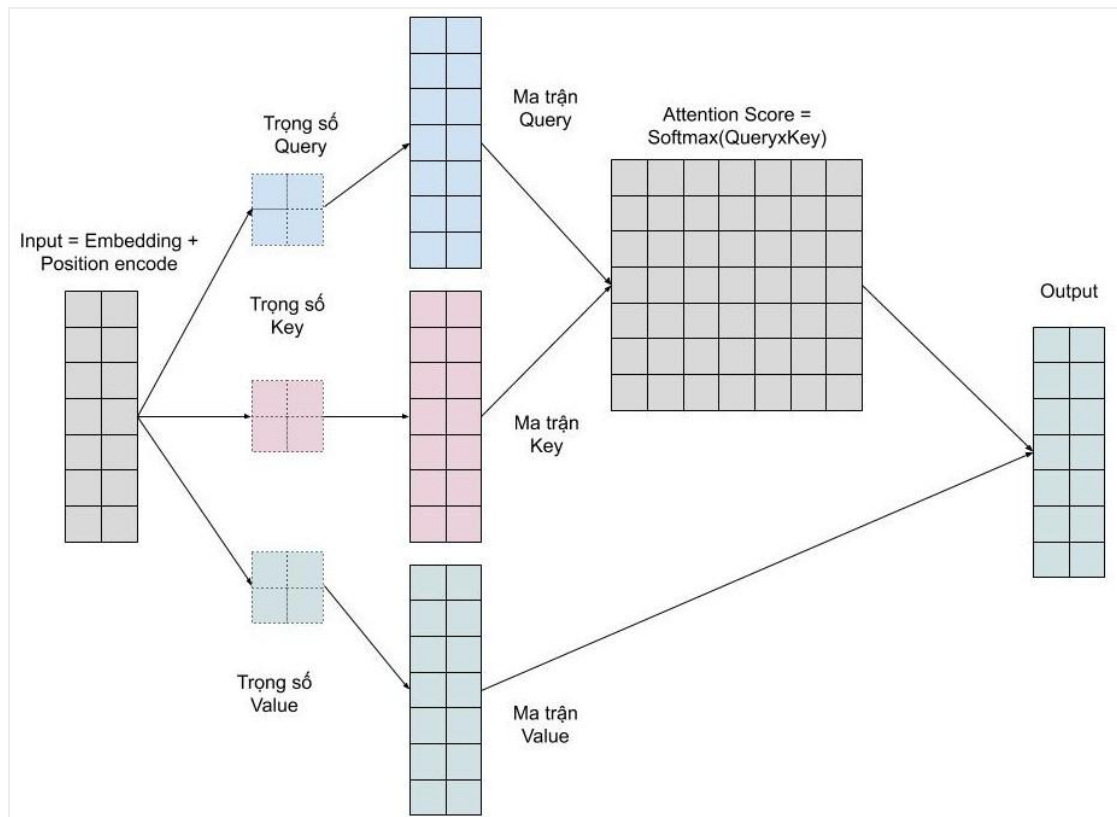 Input = Embedding +
Position encode
Trọng số
Query
Trọng số
Key
Trọng số
Value
Ma trận
Query
Ma trận
Key
Ma trận
Value
Attention Score =
Softmax(QueryxKey)
Output